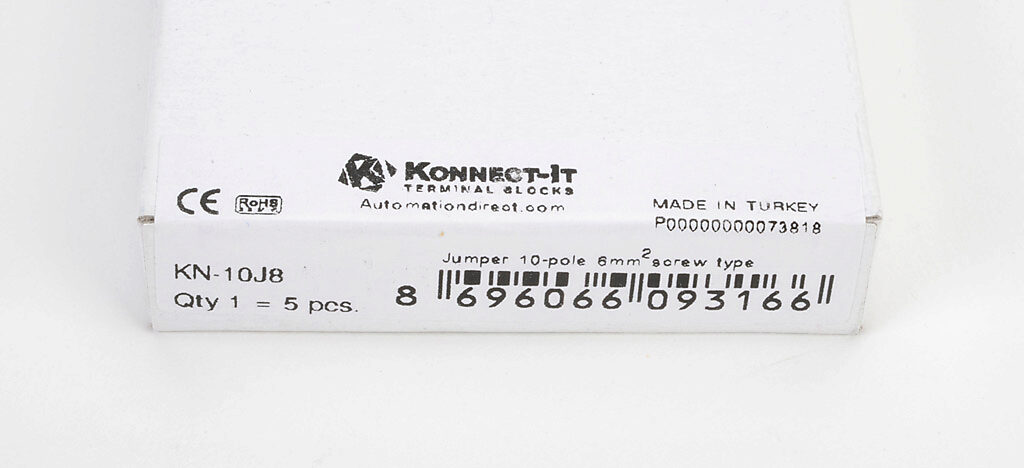 KONNECT-IT
TERMINAL BLOCKS
Automationdirect.com
CE RoHS
MADE IN TURKEY
P00000000073818
KN-10J8
Qty 1 = 5 pcs.
Jumper 10-pole 6mm² screw type
8 696066 093166